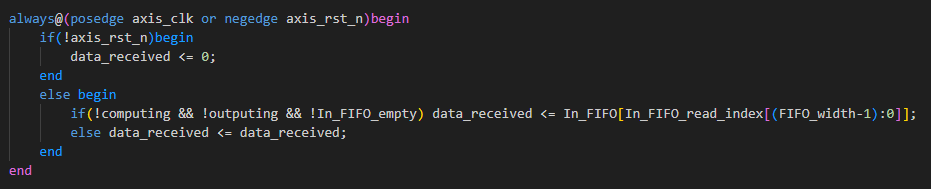 always@(posedge axis_clk or negedge axis_rst_n)begin
if(!axis_rst_n)begin
data_received <= 0;
end
else begin
if(!computing && !outputing && !In_FIFO_empty) data_received <= In_FIFO[In_FIFO_read_index[(FIFO_width-1):0]];
else data_received <= data_received;
end
end